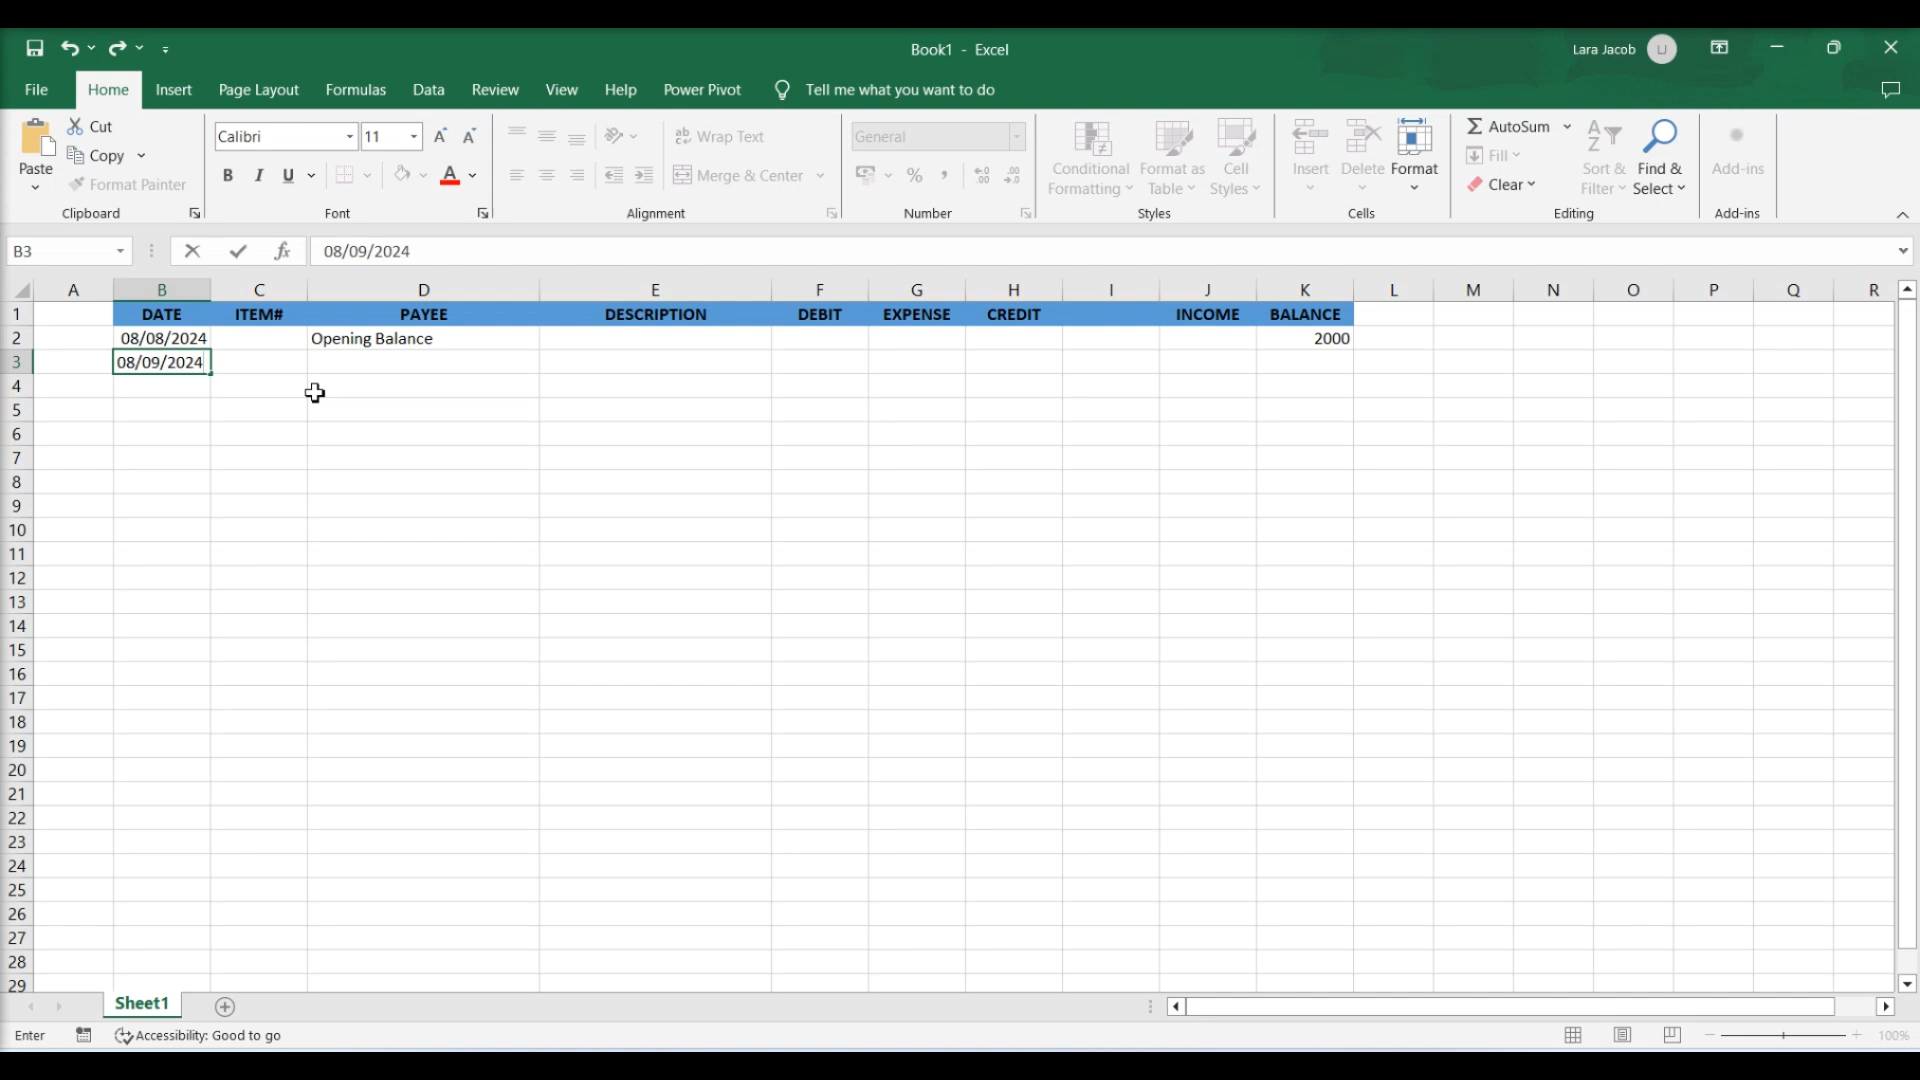 Book1 - Excel
Lara Jacob LJ
File Home Insert Page Layout Formulas Data Review View Help Power Pivot Tell me what you want to do
Paste
Cut
Copy
Format Painter
Clipboard
Calibri 11
B I U A
Font
ab Wrap Text
Merge & Center
Alignment
General
% ,
Number
Conditional Formatting
Format as Table
Cell Styles
Styles
Insert Delete Format
Cells
AutoSum
Fill
Clear
Sort & Filter
Find & Select
Editing
Add-ins
Add-ins
B3 fx 08/09/2024
A B C D E F G H I J K L M N O P Q R
1 DATE ITEM# PAYEE DESCRIPTION DEBIT EXPENSE CREDIT INCOME BALANCE
2 08/08/2024 Opening Balance 2000
3 08/09/2024
4
5
6
7
8
9
10
11
12
13
14
15
16
17
18
19
20
21
22
23
24
25
26
27
28
29
Sheet1
Enter Accessibility: Good to go 100%